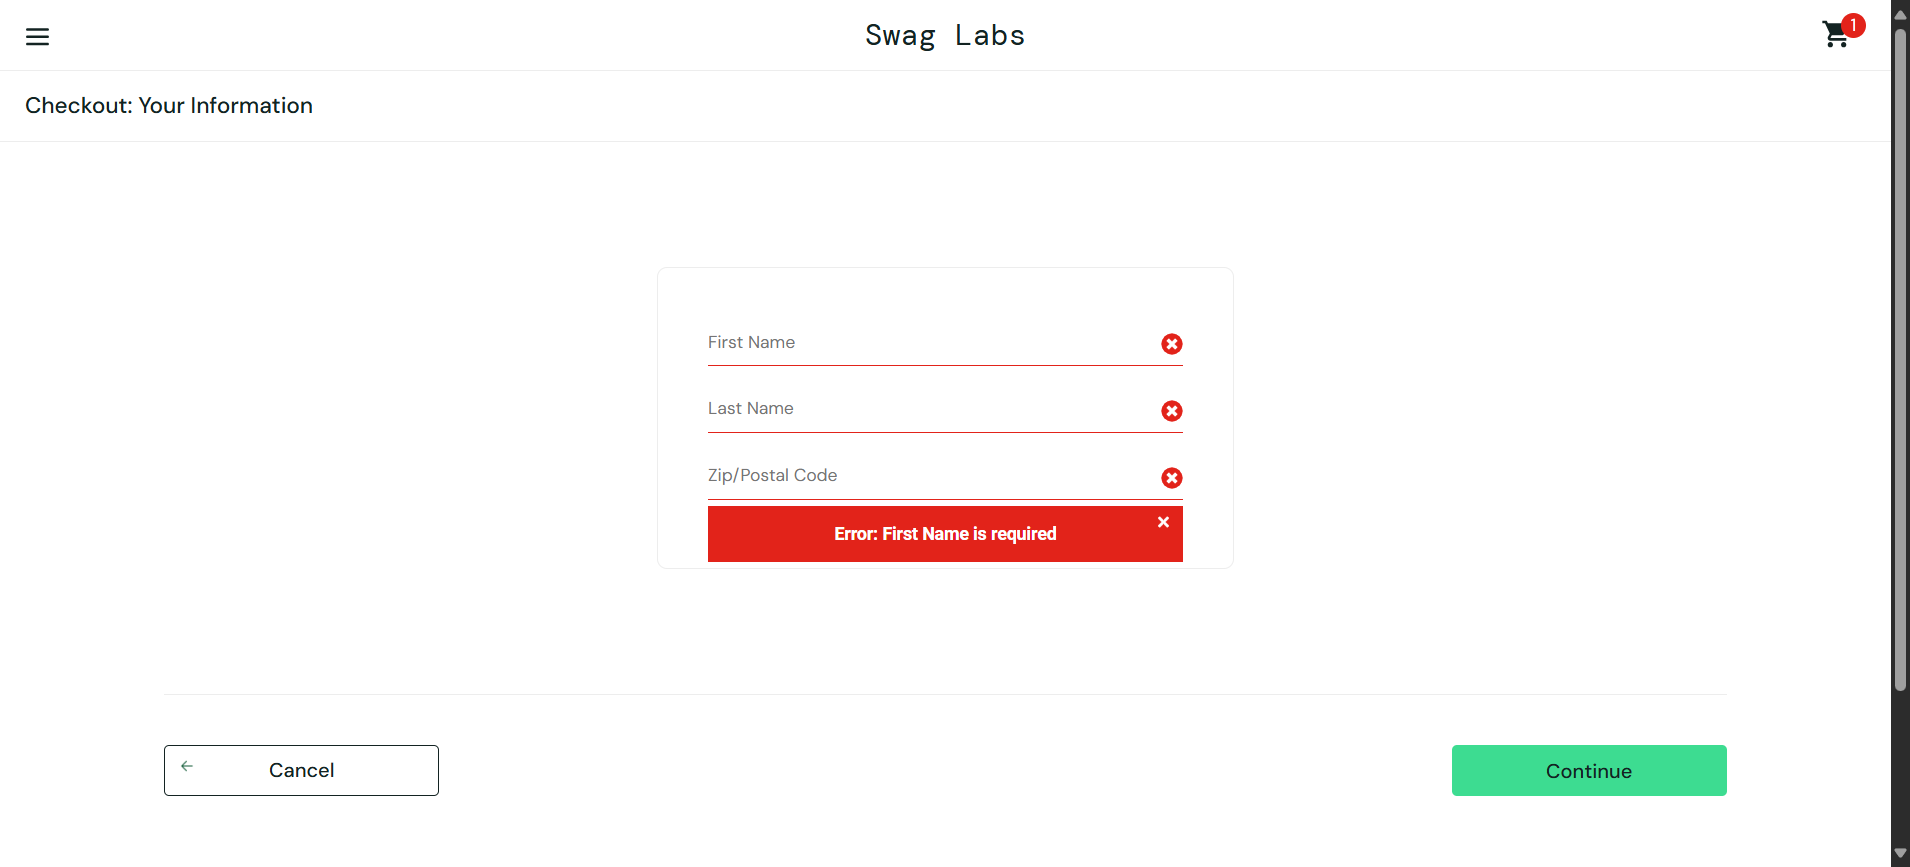 Swag Labs
1
Checkout: Your Information
First Name
Last Name
Zip/Postal Code
Error: First Name is required
Cancel
Continue